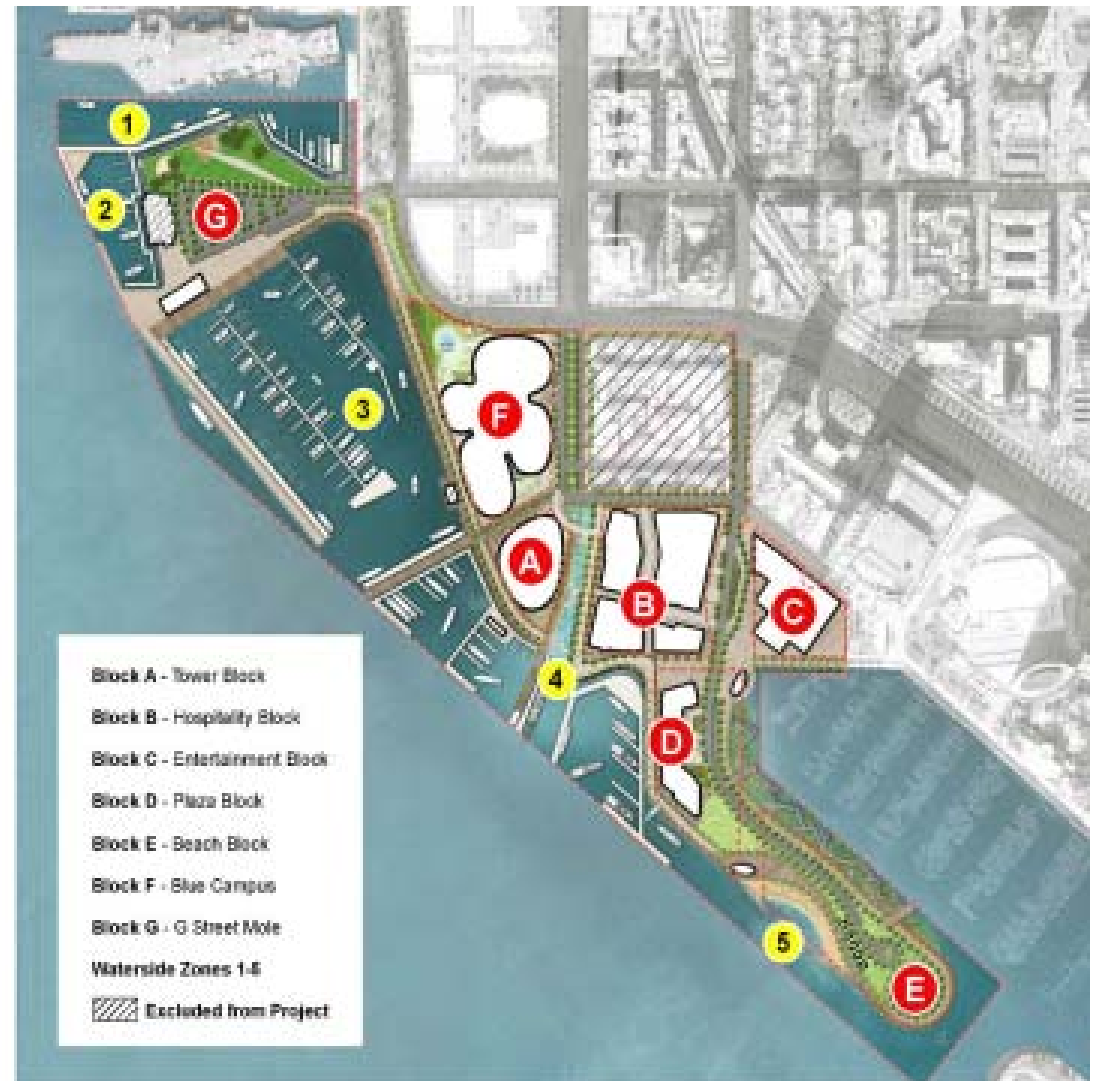 1
2
G
3
F
A
B
C
4
D
5
E
Block A - Tower Block
Block B - Hospitality Block
Block C - Entertainment Block
Block D - Plaza Block
Block E - Beach Block
Block F - Blue Campus
Block G - G Street Mole
Waterside Zones 1-5
Excluded from Project